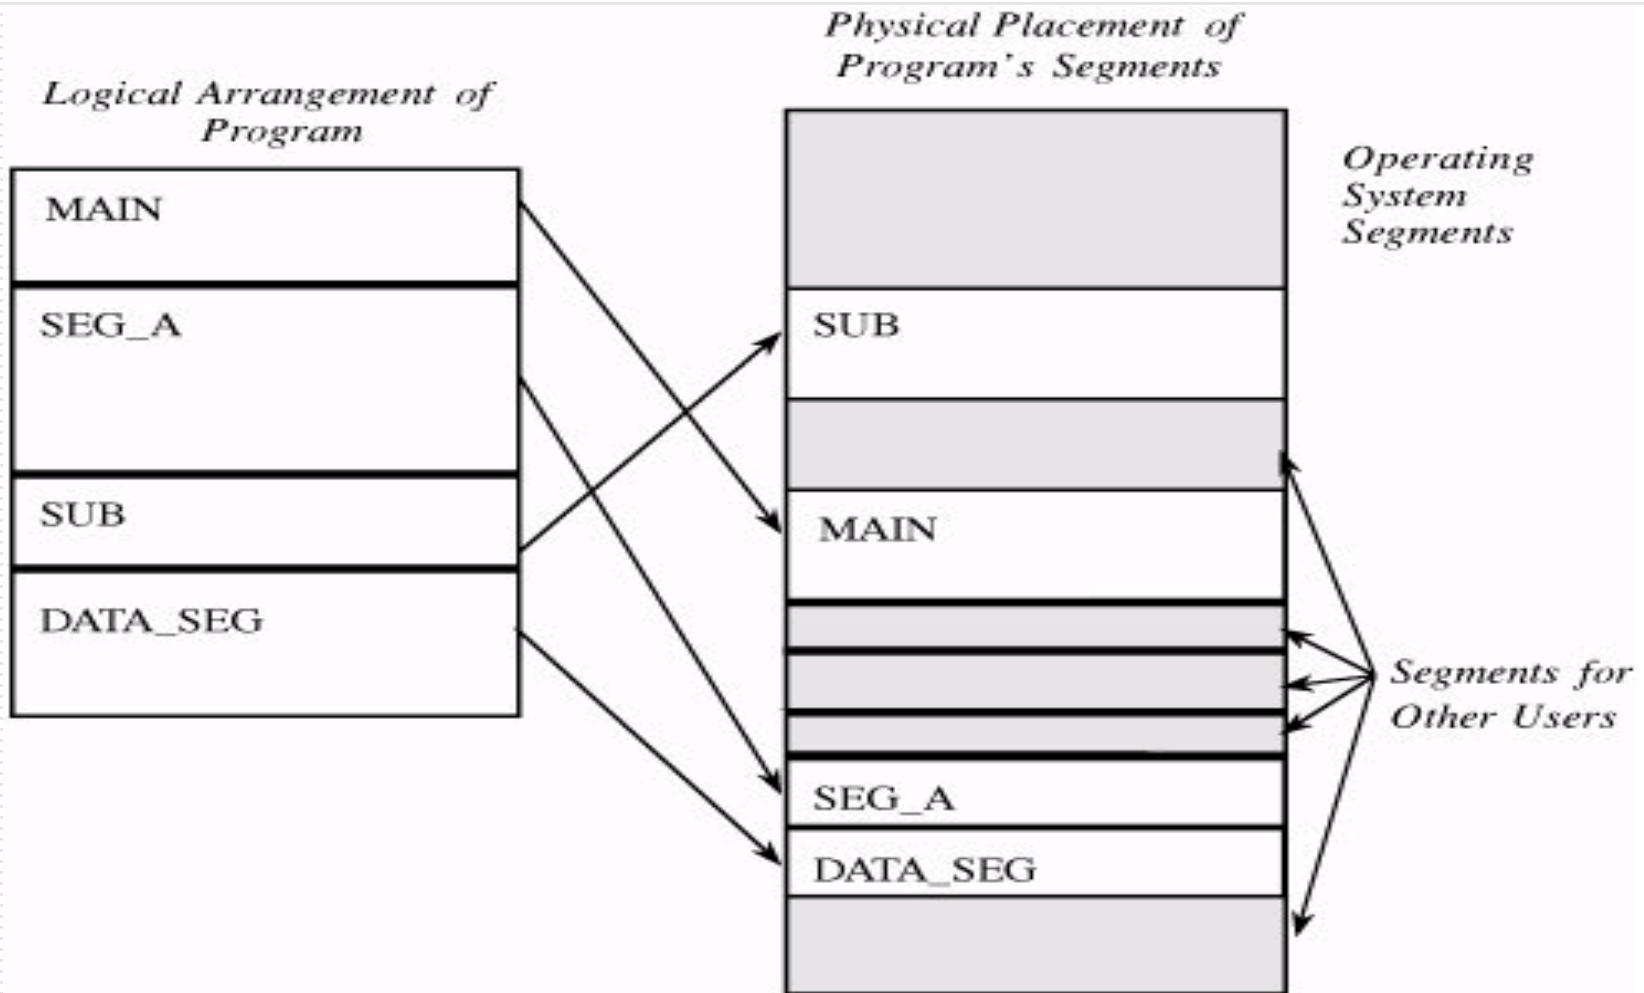 Logical Arrangement of
Program
MAIN
SEG_A
SUB
DATA_SEG
Physical Placement of
Program's Segments
SUB
MAIN
SEG_A
DATA_SEG
Operating
System
Segments
Segments for
Other Users